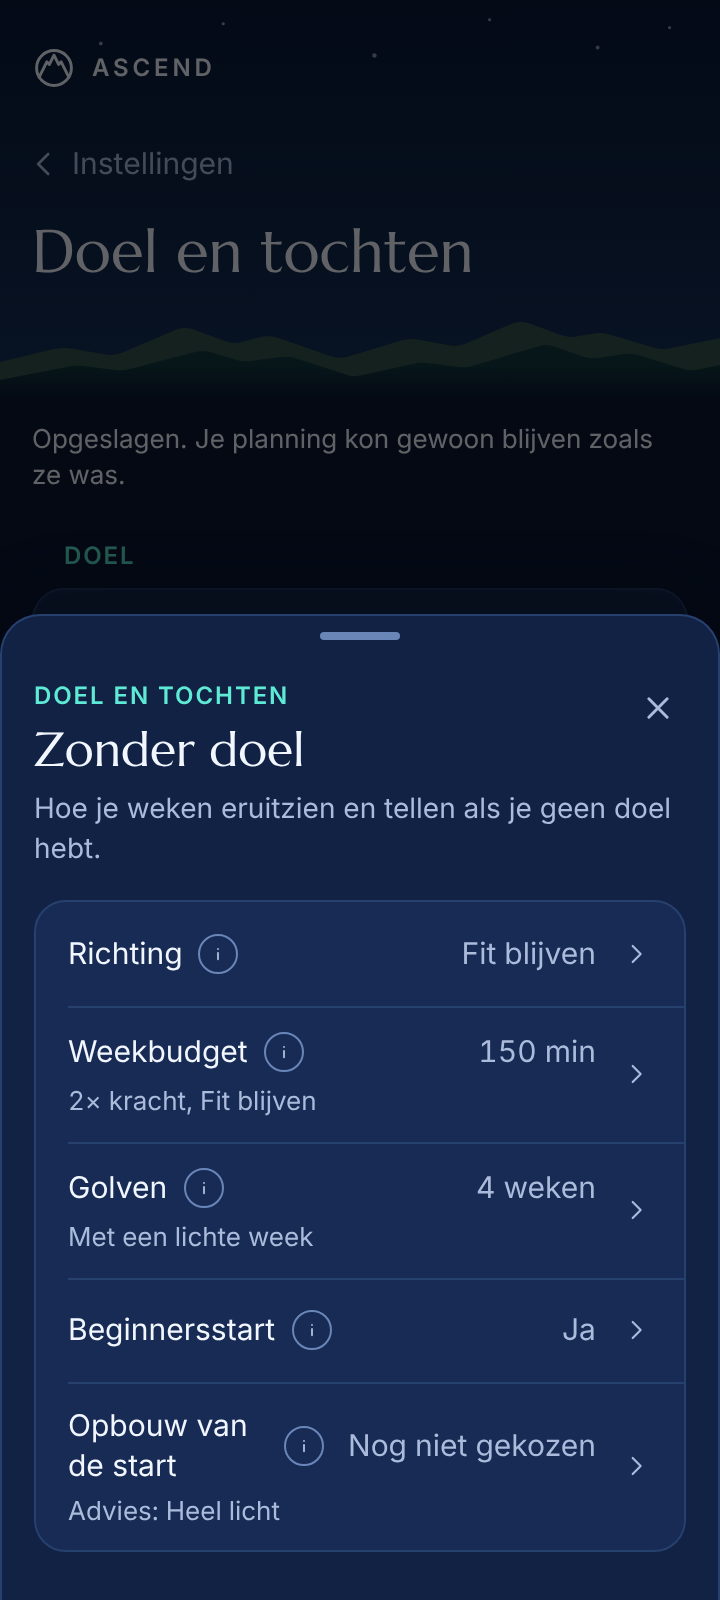 ASCEND
Instellingen
Doel en tochten
Opgeslagen. Je planning kon gewoon blijven zoals
ze was.
DOEL
DOEL EN TOCHTEN
Zonder doel
Hoe je weken eruitzien en tellen als je geen doel
hebt.
Richting i Fit blijven
Weekbudget i 150 min
2× kracht, Fit blijven
Golven i 4 weken
Met een lichte week
Beginnersstart i Ja
Opbouw van
de start i Nog niet gekozen
Advies: Heel licht